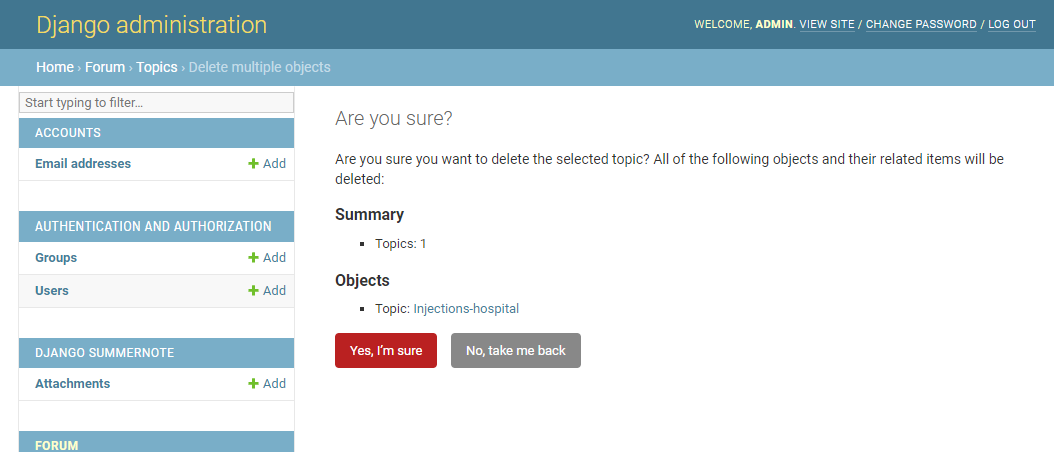 Django administration
WELCOME, ADMIN. VIEW SITE / CHANGE PASSWORD / LOG OUT
Home › Forum › Topics › Delete multiple objects
Start typing to filter...
ACCOUNTS
Email addresses Add
AUTHENTICATION AND AUTHORIZATION
Groups Add
Users Add
DJANGO SUMMERNOTE
Attachments Add
FORUM
Are you sure?
Are you sure you want to delete the selected topic? All of the following objects and their related items will be
deleted:
Summary
Topics: 1
Objects
Topic: Injections-hospital
Yes, I'm sure No, take me back